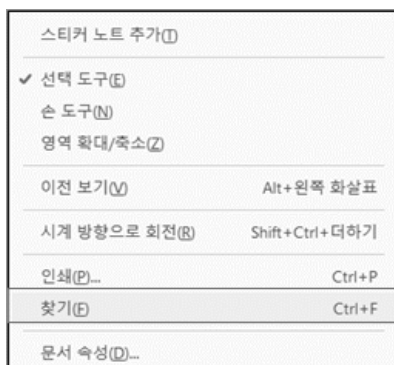 스티커 노트 추가(T)
선택 도구(E)
손 도구(N)
영역 확대/축소(Z)
이전 보기(V) Alt+왼쪽 화살표
시계 방향으로 회전(R) Shift+Ctrl+더하기
인쇄(P)... Ctrl+P
찾기(F) Ctrl+F
문서 속성(D)...